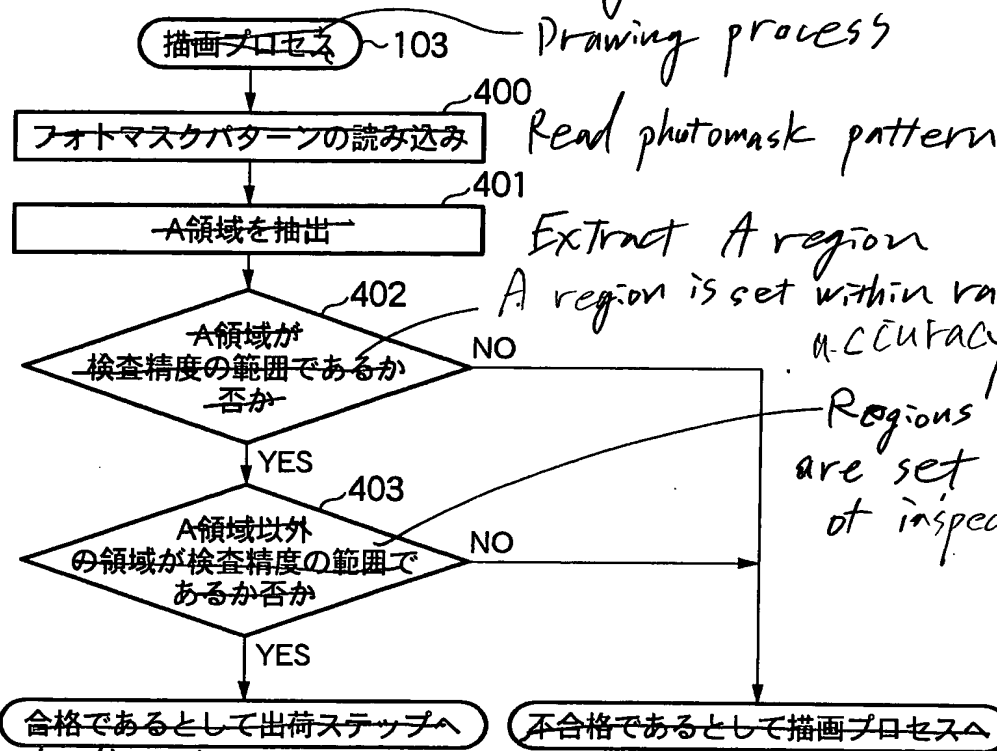 描画プロセス
103
Drawing process
400
フォトマスクパターンの読み込み
Read photomask pattern
401
A領域を抽出
Extract A region
402
A領域が
検査精度の範囲であるか
否か
A region is set within
accuracy
NO
YES
Regions
are set
of inspec
403
A領域以外
の領域が検査精度の範囲で
あるか否か
NO
YES
合格であるとして出荷ステップへ
不合格であるとして描画プロセスへ